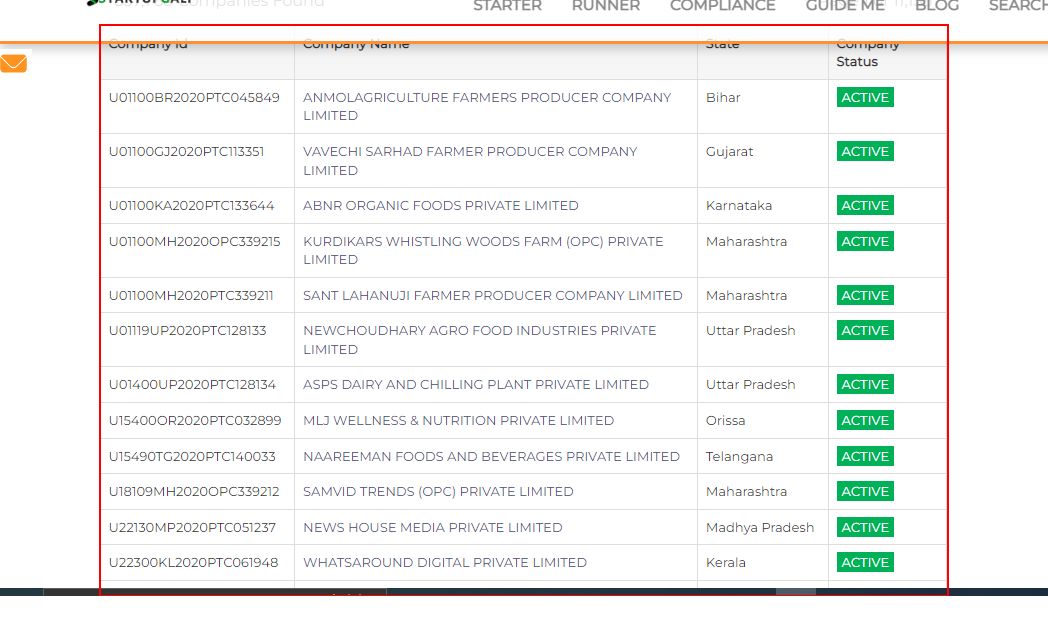 STARTUPGALI Companies Found
STARTER RUNNER COMPLIANCE GUIDE ME BLOG SEARCH
Company Id Company Name State Company Status
U01100BR2020PTC045849 ANMOLAGRICULTURE FARMERS PRODUCER COMPANY
LIMITED Bihar ACTIVE
U01100GJ2020PTC113351 VAVECHI SARHAD FARMER PRODUCER COMPANY
LIMITED Gujarat ACTIVE
U01100KA2020PTC133644 ABNR ORGANIC FOODS PRIVATE LIMITED Karnataka ACTIVE
U01100MH2020OPC339215 KURDIKARS WHISTLING WOODS FARM (OPC) PRIVATE
LIMITED Maharashtra ACTIVE
U01100MH2020PTC339211 SANT LAHANUJI FARMER PRODUCER COMPANY LIMITED Maharashtra ACTIVE
U01119UP2020PTC128133 NEWCHOUDHARY AGRO FOOD INDUSTRIES PRIVATE
LIMITED Uttar Pradesh ACTIVE
U01400UP2020PTC128134 ASPS DAIRY AND CHILLING PLANT PRIVATE LIMITED Uttar Pradesh ACTIVE
U15400OR2020PTC032899 MLJ WELLNESS & NUTRITION PRIVATE LIMITED Orissa ACTIVE
U15490TG2020PTC140033 NAAREEMAN FOODS AND BEVERAGES PRIVATE LIMITED Telangana ACTIVE
U18109MH2020OPC339212 SAMVID TRENDS (OPC) PRIVATE LIMITED Maharashtra ACTIVE
U22130MP2020PTC051237 NEWS HOUSE MEDIA PRIVATE LIMITED Madhya Pradesh ACTIVE
U22300KL2020PTC061948 WHATSAROUND DIGITAL PRIVATE LIMITED Kerala ACTIVE